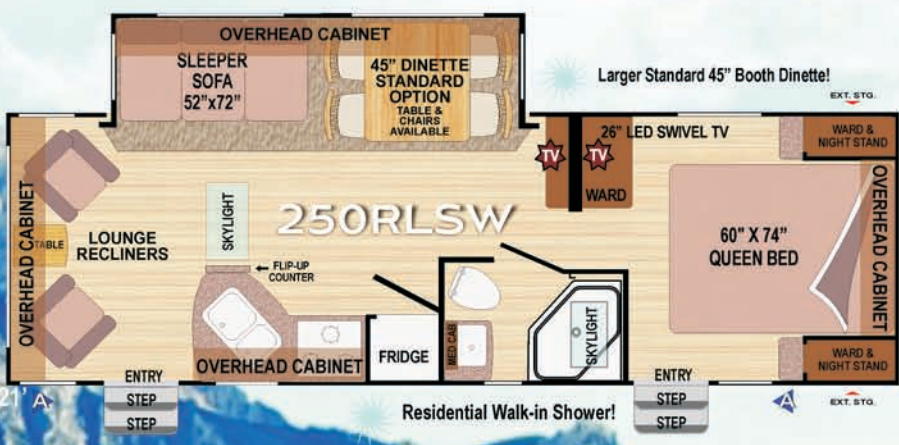 OVERHEAD CABINET
SLEEPER
SOFA
52”x72”
45” DINETTE
STANDARD
OPTION
TABLE &
CHAIRS
AVAILABLE
Larger Standard 45” Booth Dinette!
EXT. STG.
26” LED SWIVEL TV
WARD &
NIGHT STAND
TV
TV
WARD
OVERHEAD CABINET
TABLE
LOUNGE
RECLINERS
SKYLIGHT
250RLSW
60” X 74”
QUEEN BED
OVERHEAD CABINET
FLIP-UP
COUNTER
OVERHEAD CABINET
FRIDGE
MED CAB
SKYLIGHT
WARD &
NIGHT STAND
ENTRY
STEP
STEP
ENTRY
STEP
STEP
21’
A
A
EXT. STG.
Residential Walk-in Shower!